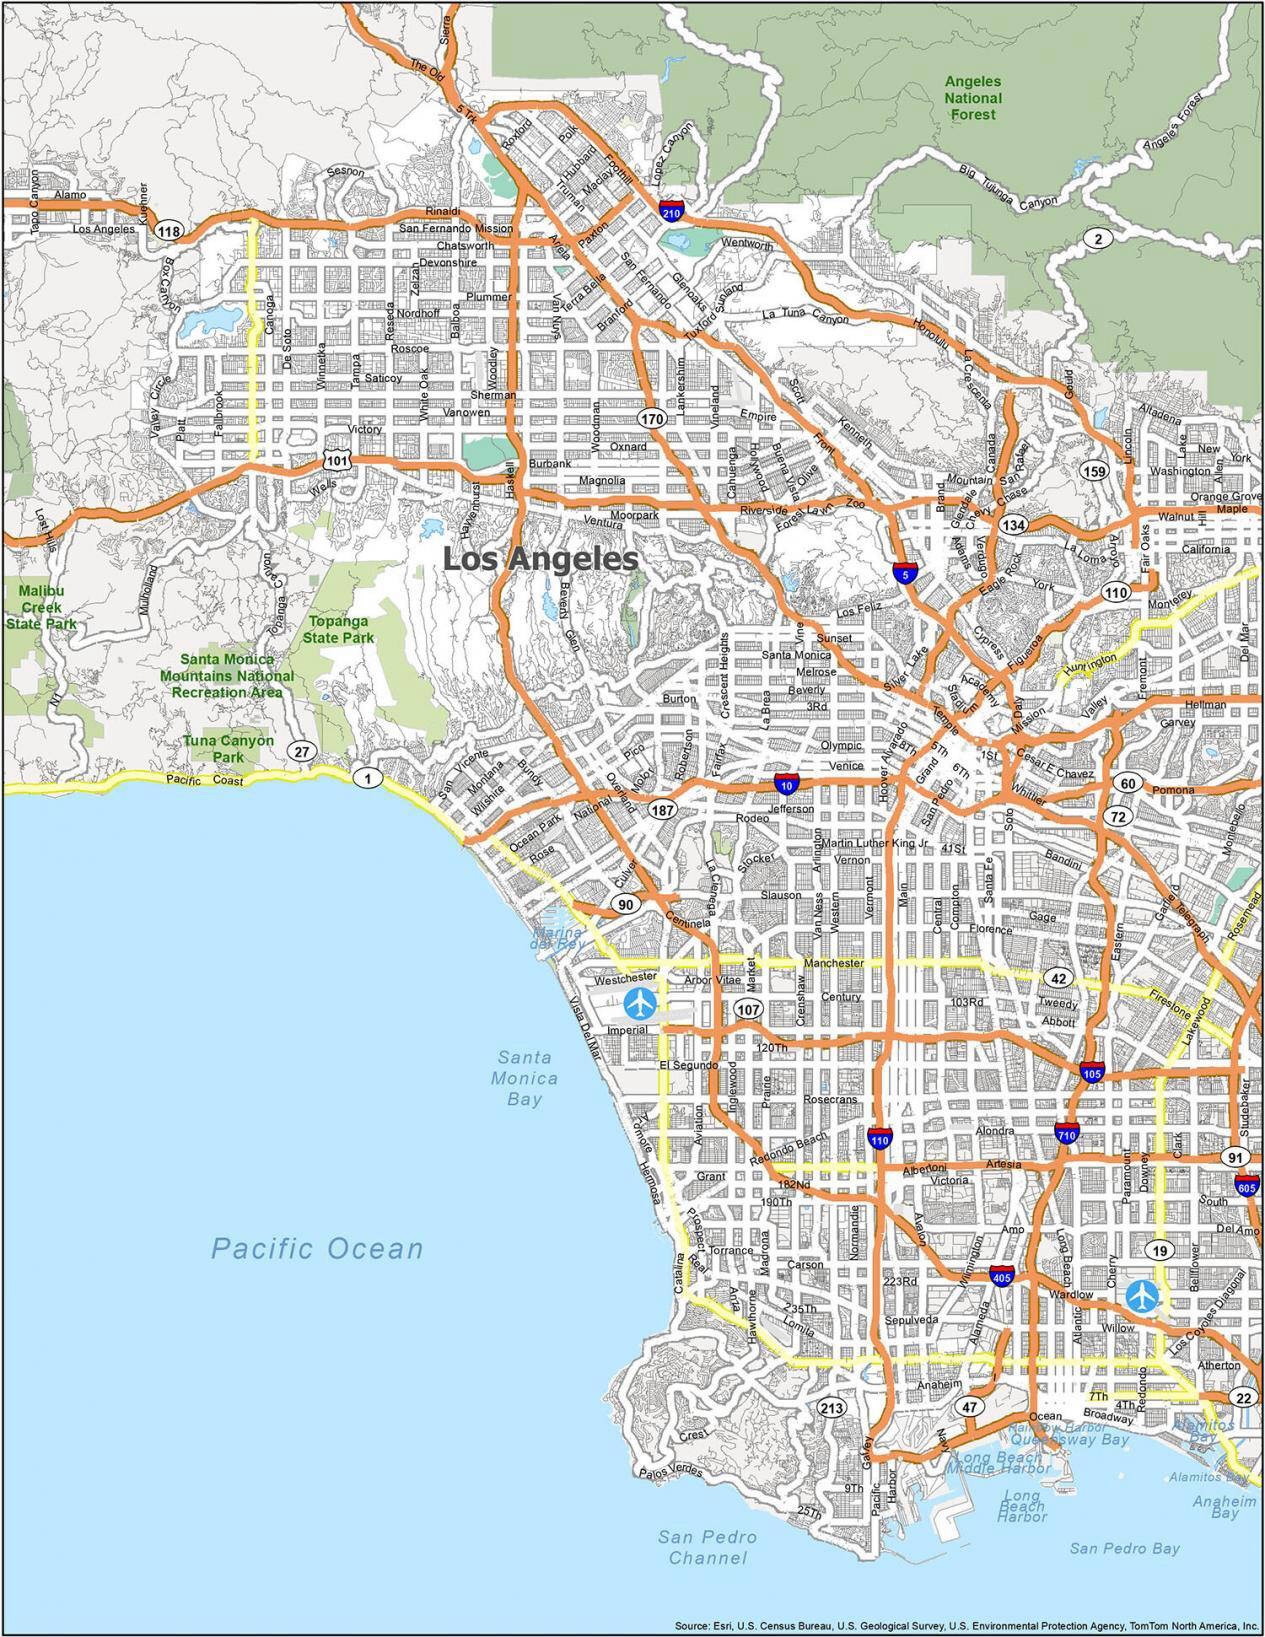 Sierra
The Old
5 Trk
Angeles
National
Forest
Roxford
Polk
Hubbard
Foothill
Maclay
Truman
Lopez Canyon
Angeles Forest
Big Tujunga Canyon
Sesnon
Tapo Canyon
Alamo
Kuehner
Los Angeles
118
Rinaldi
San Fernando Mission
Chatsworth
Devonshire
Paxton
Arleta
210
Wentworth
2
Box Canyon
Zelzah
Plummer
San Fernando
Glenoaks
Sunland
Terra Bella
Branford
Van Nuys
Canoga
De Soto
Reseda
Nordhoff
Balboa
Tuxford
La Tuna Canyon
Honolulu
Winnetka
Tampa
Roscoe
Saticoy
White Oak
Woodley
Sherman
Vanowen
La Crescenta
Gould
Valley Circle
Platt
Fallbrook
Victory
Woodman
170
Lankershim
Vineland
Empire
Scott
Kenneth
Front
Altadena
Lake
New
York
Lincoln
Washington
Allen
101
Wells
Haskell
Burbank
Oxnard
Magnolia
Cahuenga
Hollywood
Buena Vista
Olive
Canada
San Rafael
Mountain
159
Orange Grove
Lost Hills
Hayvenhurst
Moorpark
Ventura
Riverside
Forest Lawn
Zoo
Brand
Glendale
Chevy Chase
134
Walnut
Hill
Maple
California
Los Angeles
Adams
Verdugo
Eagle Rock
La Loma
Arroyo
Fair Oaks
5
York
110
Monterey
Malibu
Creek
State Park
Mulholland
Topanga Canyon
Topanga
State Park
Beverly
Glen
Los Feliz
Cypress
Figueroa
Huntington
Del Mar
Santa Monica
Mountains National
Recreation Area
Crescent Heights
Vine
Sunset
Santa Monica
Melrose
Beverly
3Rd
La Brea
Silver Lake
Academy
Stadium
Fremont
N
Burton
Temple
Day
Mission
Valley
Hellman
Garvey
Tuna Canyon
Park
27
1
Pacific Coast
San Vicente
Montana
Wilshire
Bundy
Pico
Robertson
Fairfax
Olympic
Venice
Hoover
Alvarado
8Th
5Th
Grand
6Th
1St
Cesar E Chavez
Overland
National
187
10
Jefferson
Rodeo
San Pedro
Whittier
60
Pomona
72
Montebello
Ocean Park
Rose
Culver
La Cienega
Stocker
Arlington
Martin Luther King Jr
Vernon
41St
Soto
Bandini
90
Centinela
Slauson
Van Ness
Western
Vermont
Main
Central
Compton
Santa Fe
Gage
Florence
Eastern
Garfield
Telegraph
Rosemead
Marina
del Rey
Westchester
Arbor Vitae
Market
Manchester
42
Firestone
Lakewood
Vista Del Mar
Imperial
107
Crenshaw
Century
103Rd
Tweedy
Abbott
120Th
Santa
Monica
Bay
El Segundo
Inglewood
Prairie
Rosecrans
105
Studebaker
Aviation
Ardmore
Hermosa
Redondo Beach
110
Alondra
710
Clark
91
Grant
182Nd
190Th
Albertoni
Victoria
Artesia
Paramount
Downey
605
South
Pacific Ocean
Prospect
Real
Catalina
Torrance
Madrona
Normandie
Avalon
Amo
Del Amo
19
Carson
223Rd
Wilmington
405
Long Beach
Cherry
Bellflower
Anza
Hawthorne
235Th
Lomita
Sepulveda
Alameda
Wardlow
Atlantic
Willow
Los Coyotes Diagonal
Atherton
Anaheim
213
47
7Th
4Th
Redondo
22
Crest
Palos Verdes
Gaffey
Navy
Ocean
Broadway
Rainbow Harbor
Queensway Bay
Alamitos
Bay
Long Beach
Middle Harbor
Alamitos Bay
9Th
Pacific
Harbor
25Th
Long
Beach
Harbor
Anaheim
Bay
San Pedro
Channel
San Pedro Bay
Source: Esri, U.S. Census Bureau, U.S. Geological Survey, U.S. Environmental Protection Agency, TomTom North America, Inc.